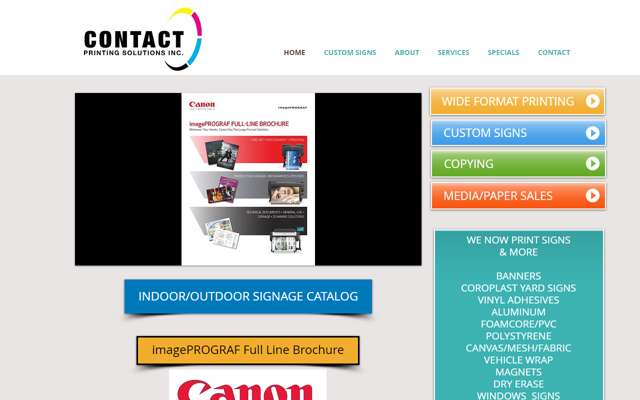 CONTACT
PRINTING SOLUTIONS INC.
HOME
CUSTOM SIGNS
ABOUT
SERVICES
SPECIALS
CONTACT
Canon
imagePROGRAF
imagePROGRAF FULL-LINE BROCHURE
WIDE FORMAT PRINTING
CUSTOM SIGNS
COPYING
MEDIA/PAPER SALES
INDOOR/OUTDOOR SIGNAGE CATALOG
imagePROGRAF Full Line Brochure
Canon
WE NOW PRINT SIGNS
& MORE
BANNERS
COROPLAST YARD SIGNS
VINYL ADHESIVES
ALUMINUM
FOAMCORE/PVC
POLYSTYRENE
CANVAS/MESH/FABRIC
VEHICLE WRAP
MAGNETS
DRY ERASE
WINDOWS SIGNS